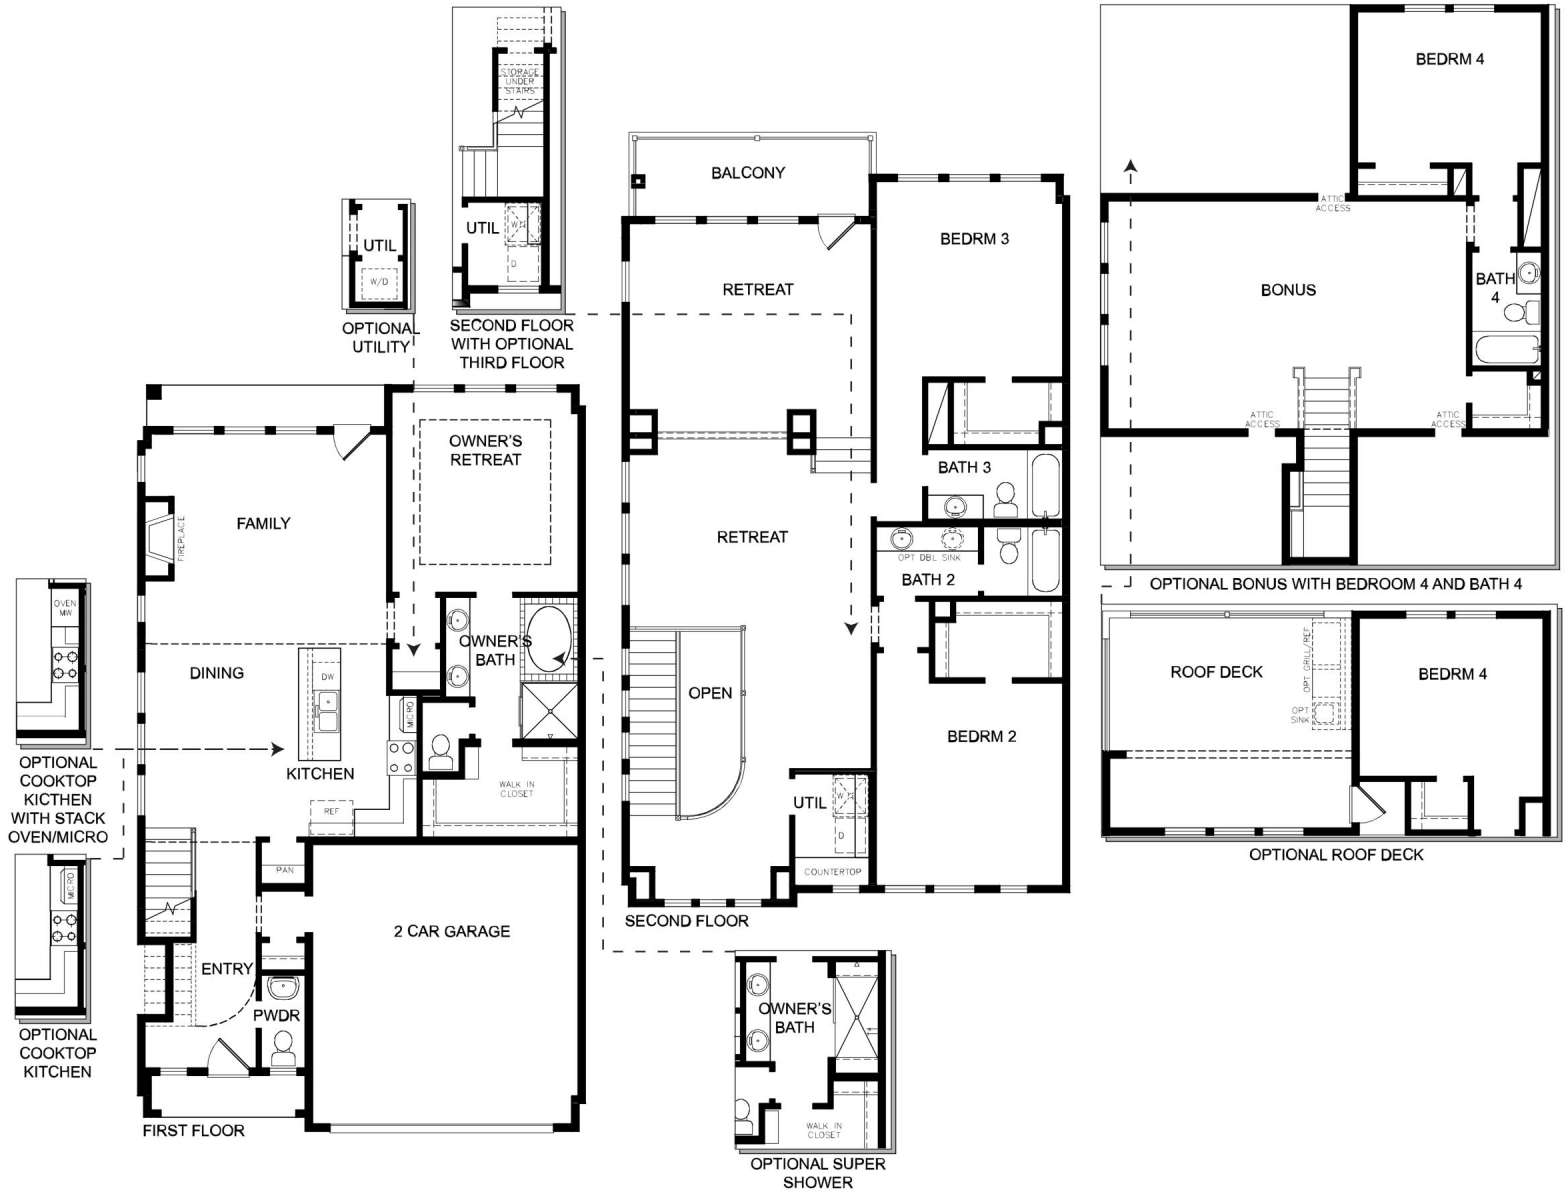 STORAGE
UNDER
STAIRS
UTIL
W
D
SECOND FLOOR
WITH OPTIONAL
THIRD FLOOR
UTIL
W/D
OPTIONAL
UTILITY
OWNER'S
RETREAT
FAMILY
FIREPLACE
OWNER'S
BATH
DINING
DW
MICRO
KITCHEN
REF
WALK IN
CLOSET
PAN
2 CAR GARAGE
ENTRY
PWDR
FIRST FLOOR
OVEN
MW
OPTIONAL
COOKTOP
KICTHEN
WITH STACK
OVEN/MICRO
MICRO
OPTIONAL
COOKTOP
KITCHEN
BALCONY
RETREAT
BEDRM 3
BATH 3
RETREAT
OPT DBL SINK
BATH 2
OPEN
BEDRM 2
UTIL
W
D
COUNTERTOP
SECOND FLOOR
OWNER'S
BATH
WALK IN
CLOSET
OPTIONAL SUPER
SHOWER
BEDRM 4
ATTIC
ACCESS
BONUS
BATH
4
ATTIC
ACCESS
ATTIC
ACCESS
OPTIONAL BONUS WITH BEDROOM 4 AND BATH 4
ROOF DECK
OPT GRILL/REF
OPT
SINK
BEDRM 4
OPTIONAL ROOF DECK